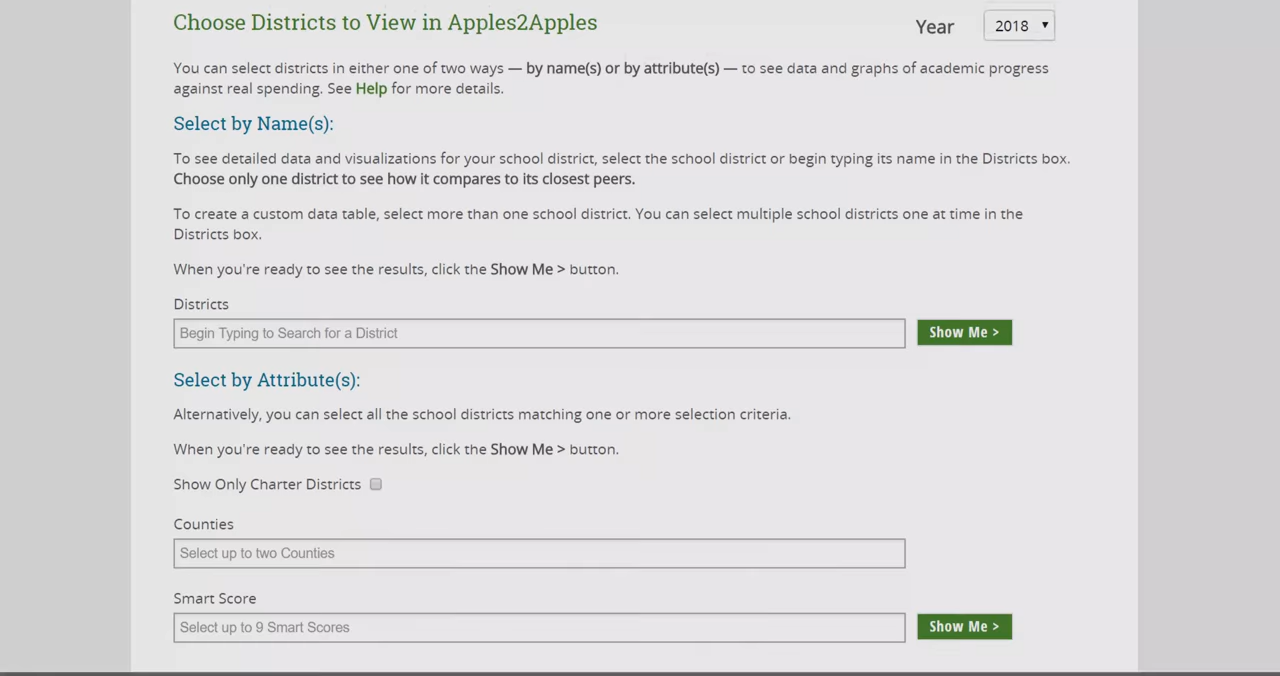 Choose Districts to View in Apples2Apples
Year
2018
You can select districts in either one of two ways — by name(s) or by attribute(s) — to see data and graphs of academic progress
against real spending. See Help for more details.
Select by Name(s):
To see detailed data and visualizations for your school district, select the school district or begin typing its name in the Districts box.
Choose only one district to see how it compares to its closest peers.
To create a custom data table, select more than one school district. You can select multiple school districts one at time in the
Districts box.
When you're ready to see the results, click the Show Me > button.
Districts
Begin Typing to Search for a District
Show Me >
Select by Attribute(s):
Alternatively, you can select all the school districts matching one or more selection criteria.
When you're ready to see the results, click the Show Me > button.
Show Only Charter Districts
Counties
Select up to two Counties
Smart Score
Select up to 9 Smart Scores
Show Me >